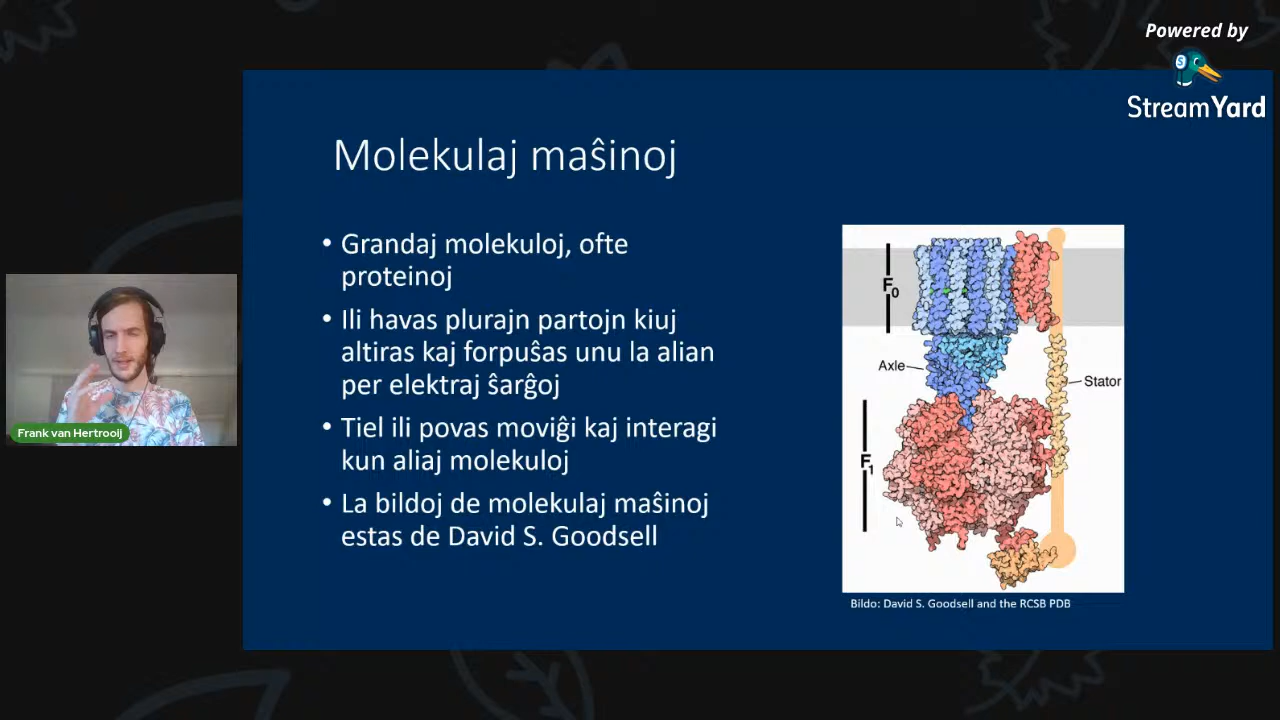 Powered by
StreamYard
Molekulaj maŝinoj
• Grandaj molekuloj, ofte
proteinoj
• Ili havas plurajn partojn kiuj
altiras kaj forpuŝas unu la alian
per elektraj ŝarĝoj
• Tiel ili povas moviĝi kaj interagi
kun aliaj molekuloj
• La bildoj de molekulaj maŝinoj
estas de David S. Goodsell
F0
Axle
Stator
F1
Bildo: David S. Goodsell and the RCSB PDB
Frank van Hertrooij